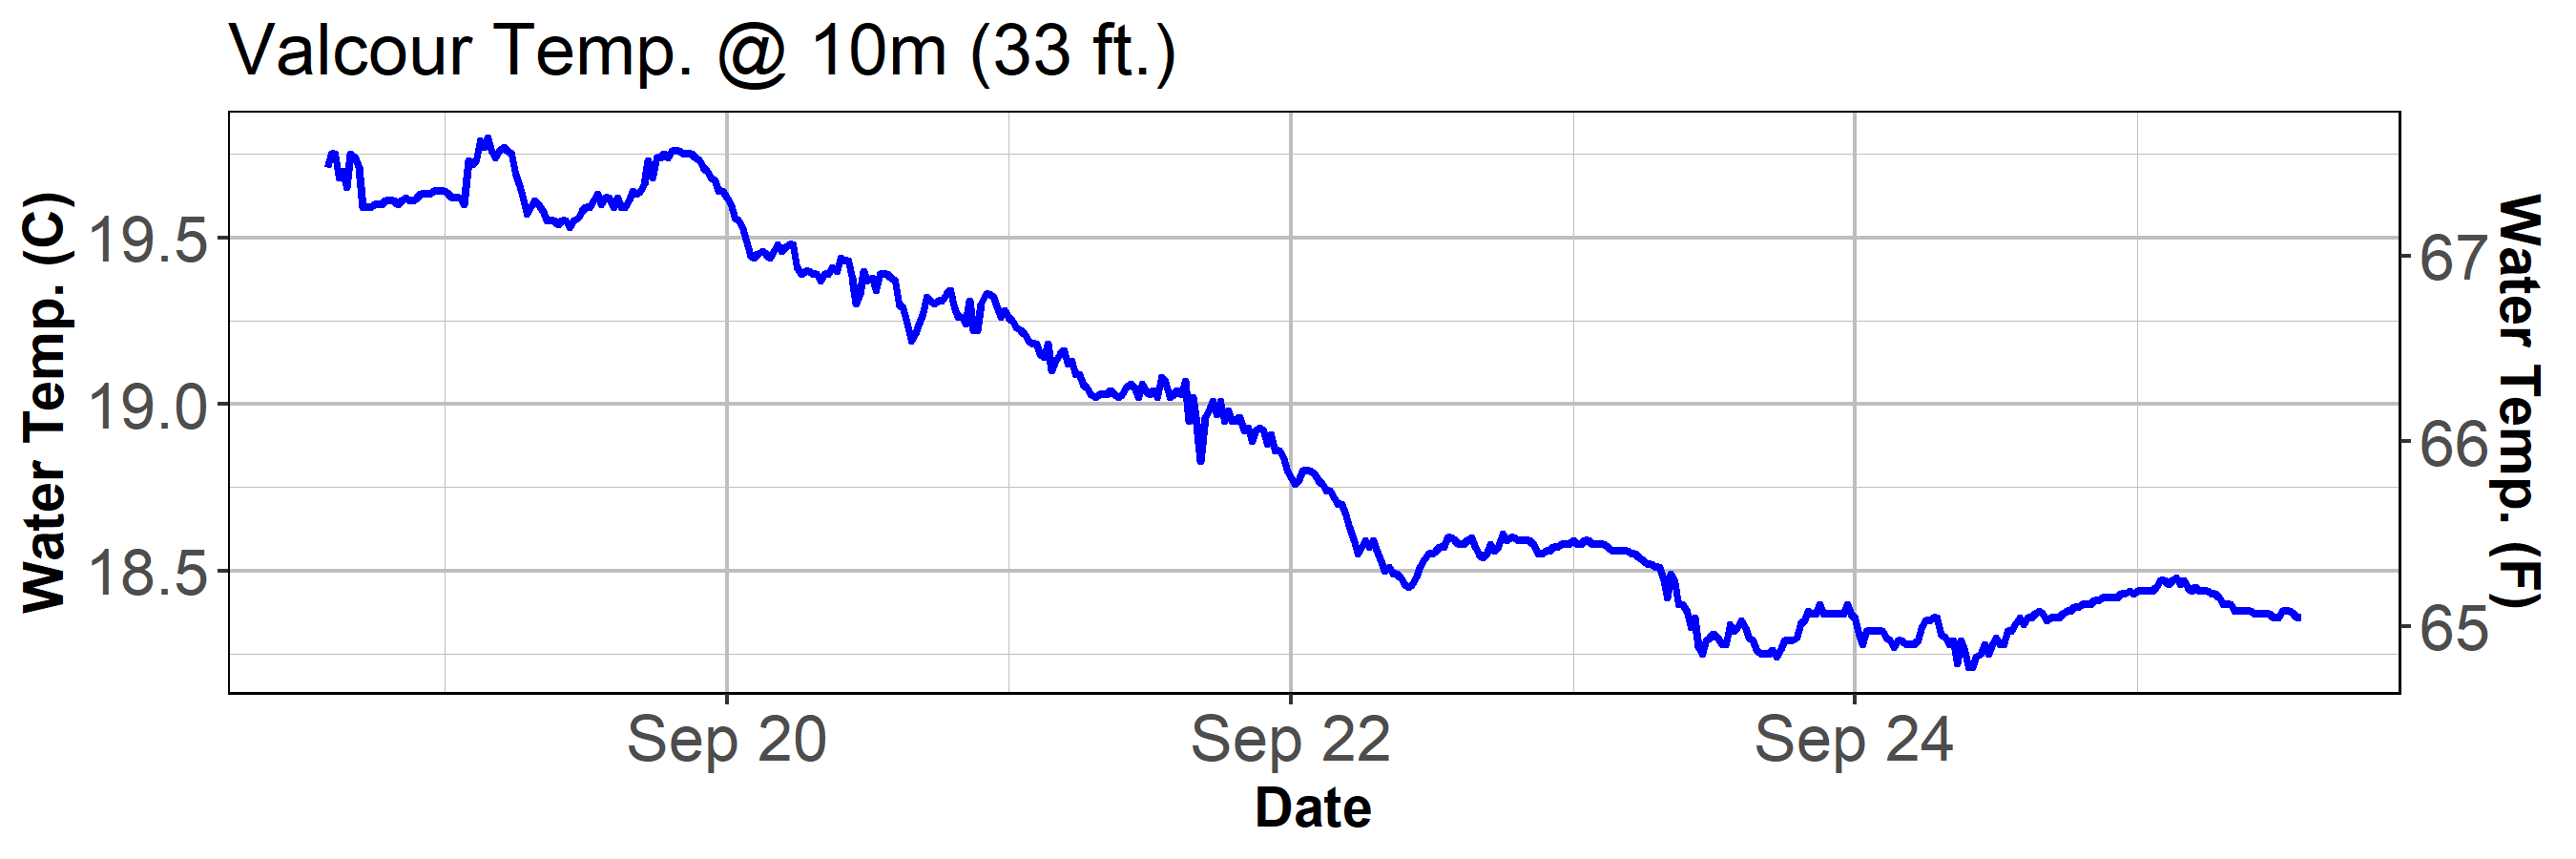 Valcour Temp. @ 10m (33 ft.)
Water Temp. (C)
19.5
19.0
18.5
67
66
65
Water Temp. (F)
Sep 20 Sep 22 Sep 24
Date